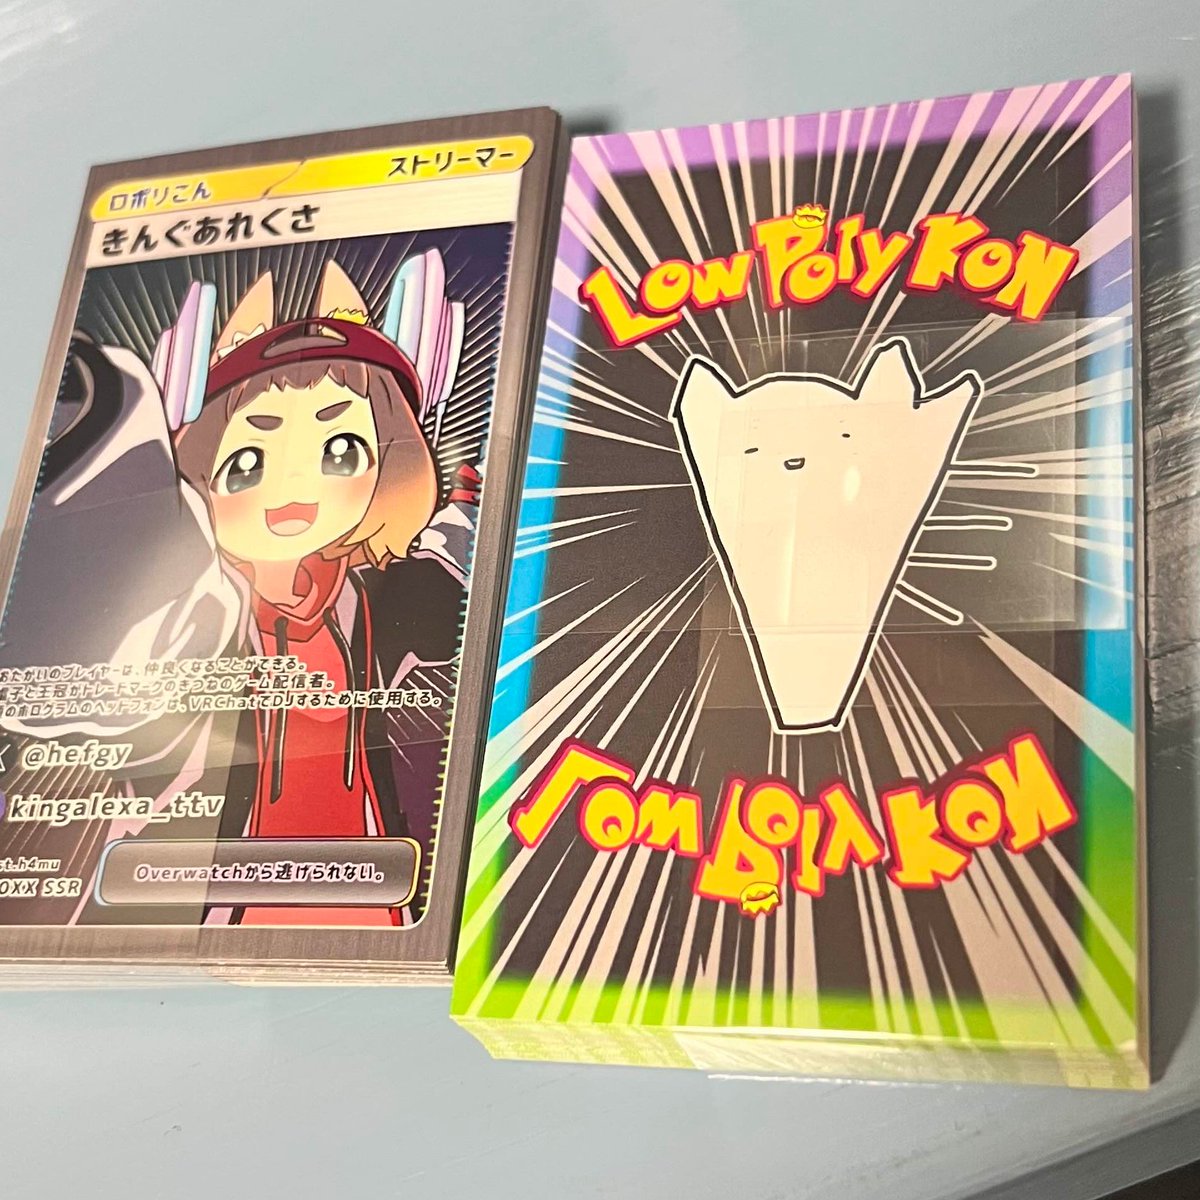 ロポリこん
ストリーマー
きんぐあれくさ
おたがいのプレイヤーは、仲良くなることができる。
子と王冠がトレードマークのきつねのゲーム配信者。
のホログラムのヘッドフォンは、VRChatでDJするために使用する。
@hefgy
kingalexa_ttv
st.h4mu
0XX SSR
Overwatchから逃げられない。
Low Poly Kon
Low Poly Kon